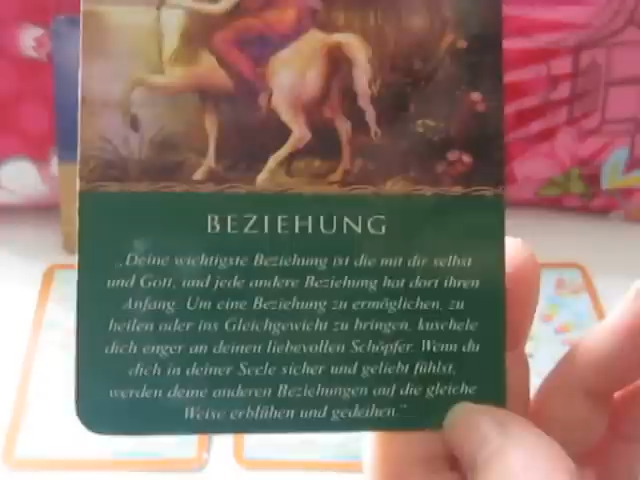 BEZIEHUNG
„Deine wichtigste Beziehung ist die mit dir selbst
und Gott, und jede andere Beziehung hat dort ihren
Anfang. Um eine Beziehung zu ermöglichen, zu
heilen oder ins Gleichgewicht zu bringen, kuschele
dich enger an deinen liebevollen Schöpfer. Wenn du
dich in deiner Seele sicher und geliebt fühlst,
werden deine anderen Beziehungen auf die gleiche
Weise erblühen und gedeihen.“